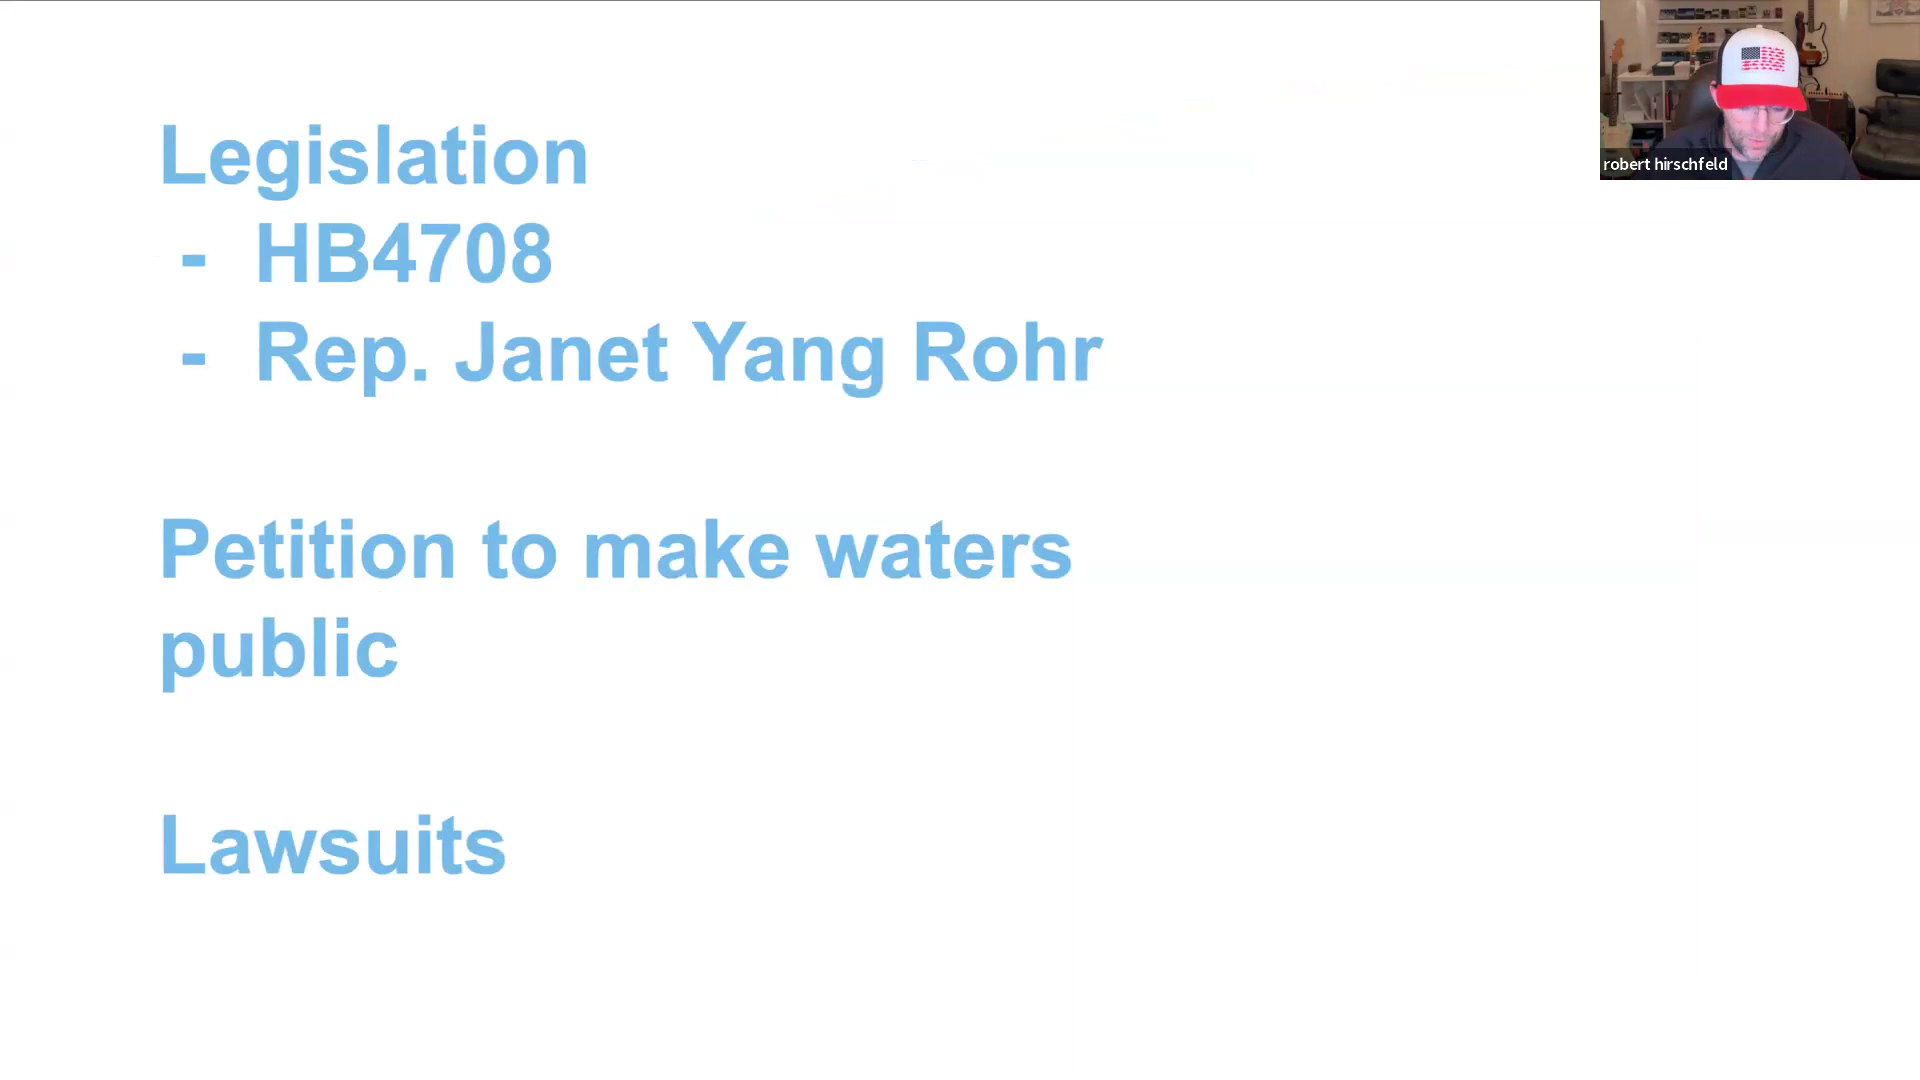 Legislation
- HB4708
- Rep. Janet Yang Rohr
Petition to make waters
public
Lawsuits
robert hirschfeld